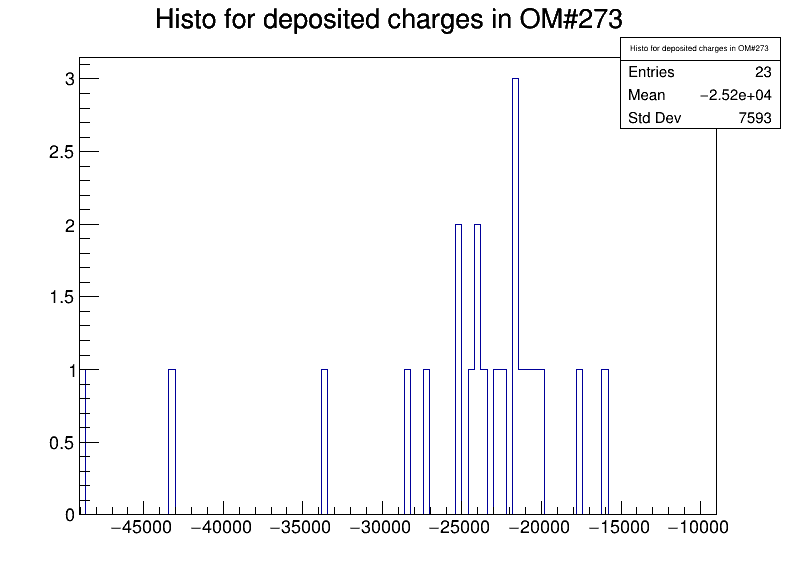 Histo for deposited charges in OM#273
Histo for deposited charges in OM#273
Entries 23
Mean −2.52e+04
Std Dev 7593
3
2.5
2
1.5
1
0.5
0
−45000 −40000 −35000 −30000 −25000 −20000 −15000 −10000